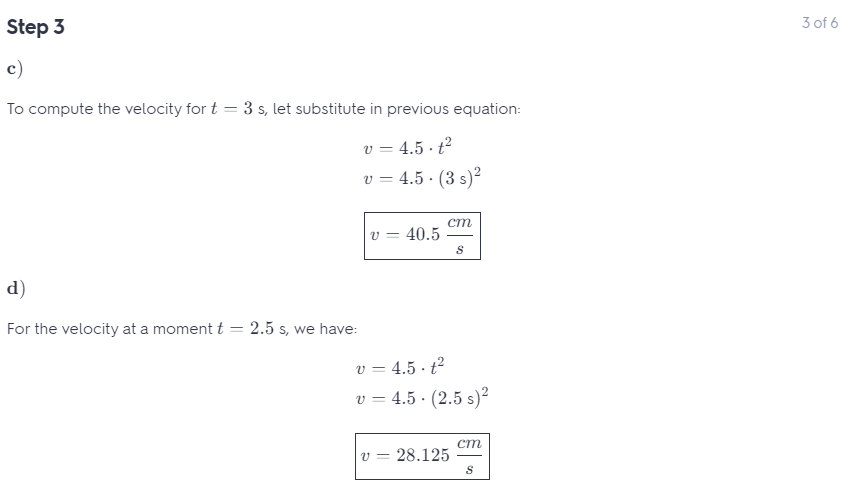 Step 3
3 of 6
c)
To compute the velocity for t = 3 s, let substitute in previous equation:
v = 4.5 · t²
v = 4.5 · (3 s)²
v = 40.5 cm/s
d)
For the velocity at a moment t = 2.5 s, we have:
v = 4.5 · t²
v = 4.5 · (2.5 s)²
v = 28.125 cm/s